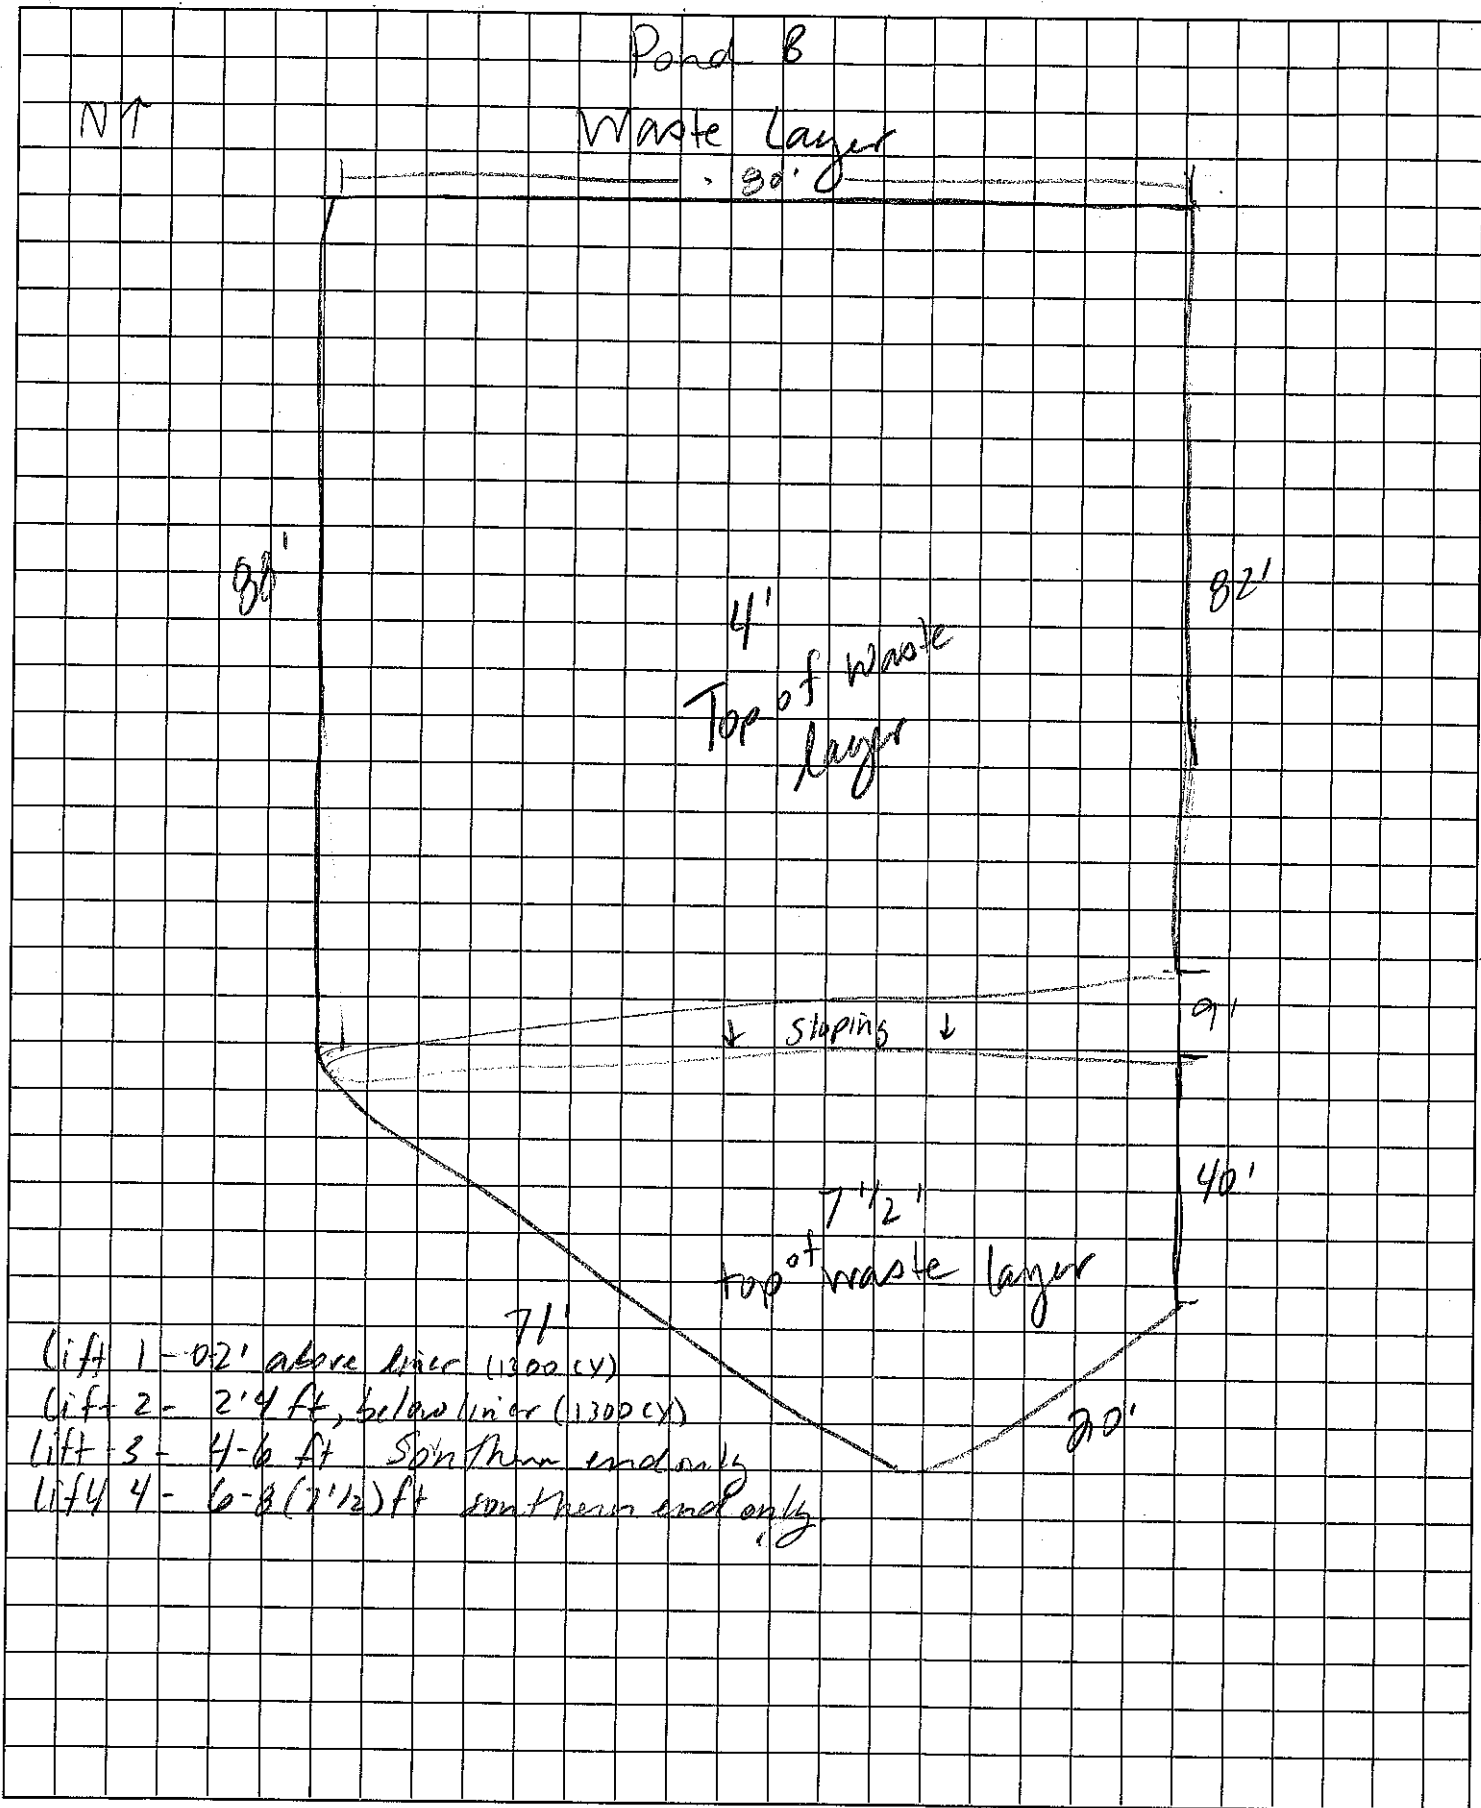 Pond B
N↑
Waste Layer
80'
80'
82'
4'
Top of waste
layer
9'
↓ sloping ↓
40'
7 1/2'
top of waste layer
71'
20'
Lift 1 - 0-2' above liner (1300 CY)
Lift 2 - 2'4 ft, below liner (1300 CY)
Lift -3 - 4-6 ft Southern end only
Lift 4 - 6-8 (7 1/2) ft southern end only.